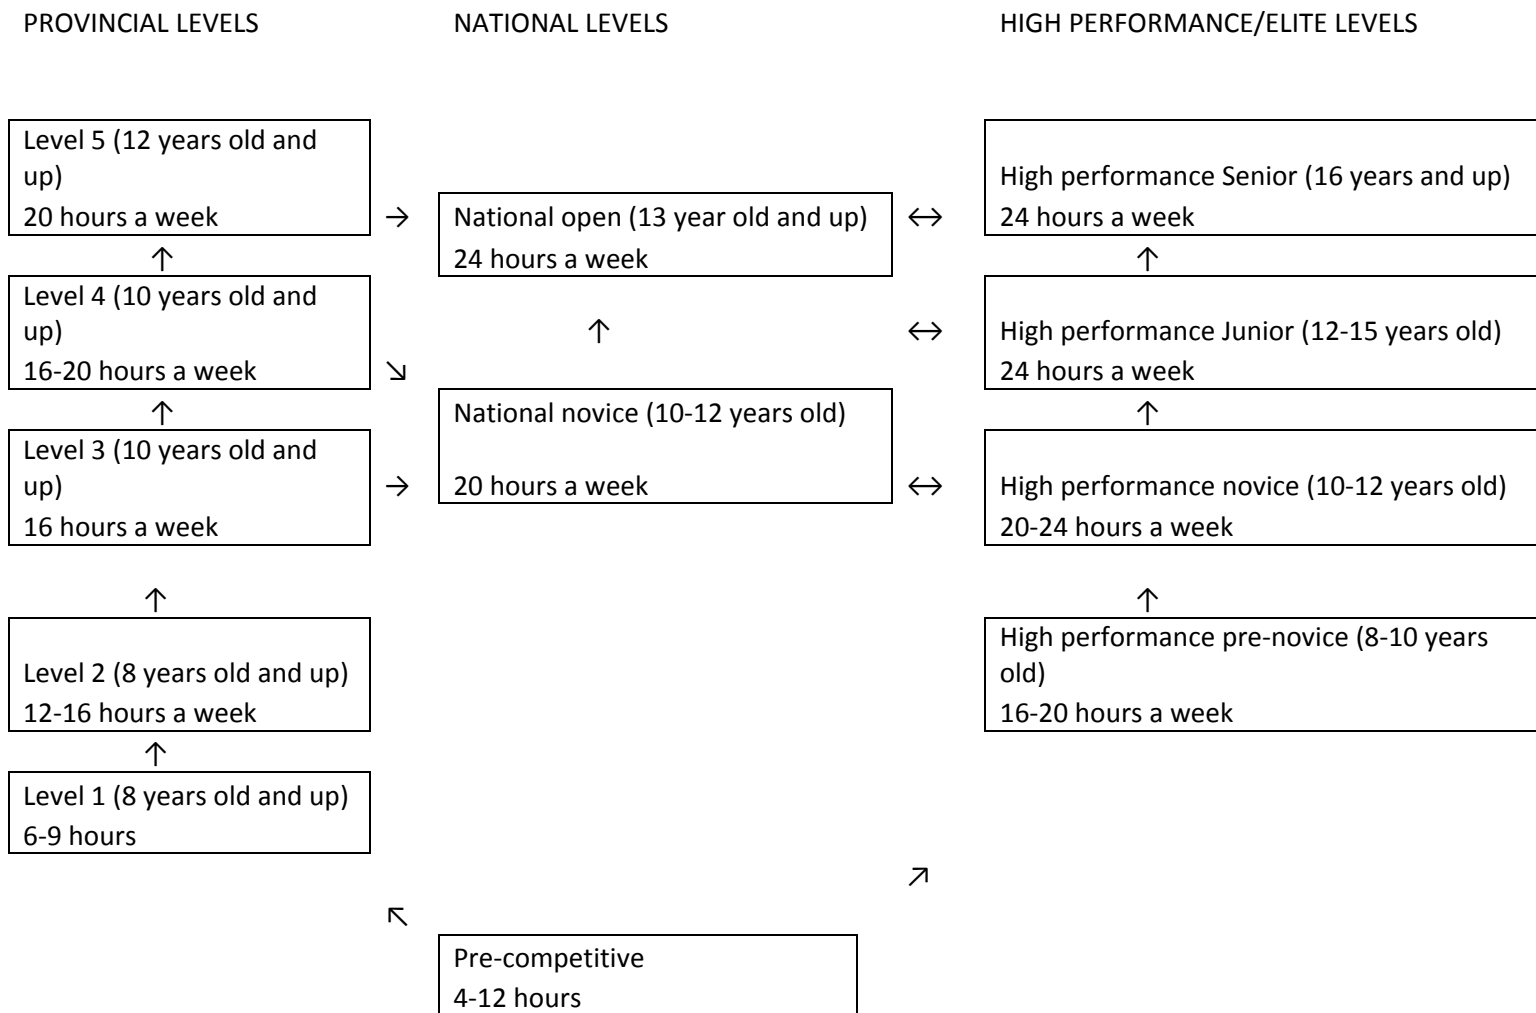 PROVINCIAL LEVELS
NATIONAL LEVELS
HIGH PERFORMANCE/ELITE LEVELS
Level 5 (12 years old and
up)
20 hours a week
→
National open (13 year old and up)
24 hours a week
↔
High performance Senior (16 years and up)
24 hours a week
↑
↑
Level 4 (10 years old and
up)
16-20 hours a week
↘
↑
↔
High performance Junior (12-15 years old)
24 hours a week
↑
↑
Level 3 (10 years old and
up)
16 hours a week
→
National novice (10-12 years old)
20 hours a week
↔
High performance novice (10-12 years old)
20-24 hours a week
↑
↑
Level 2 (8 years old and up)
12-16 hours a week
High performance pre-novice (8-10 years
old)
16-20 hours a week
↑
Level 1 (8 years old and up)
6-9 hours
↗
↖
Pre-competitive
4-12 hours